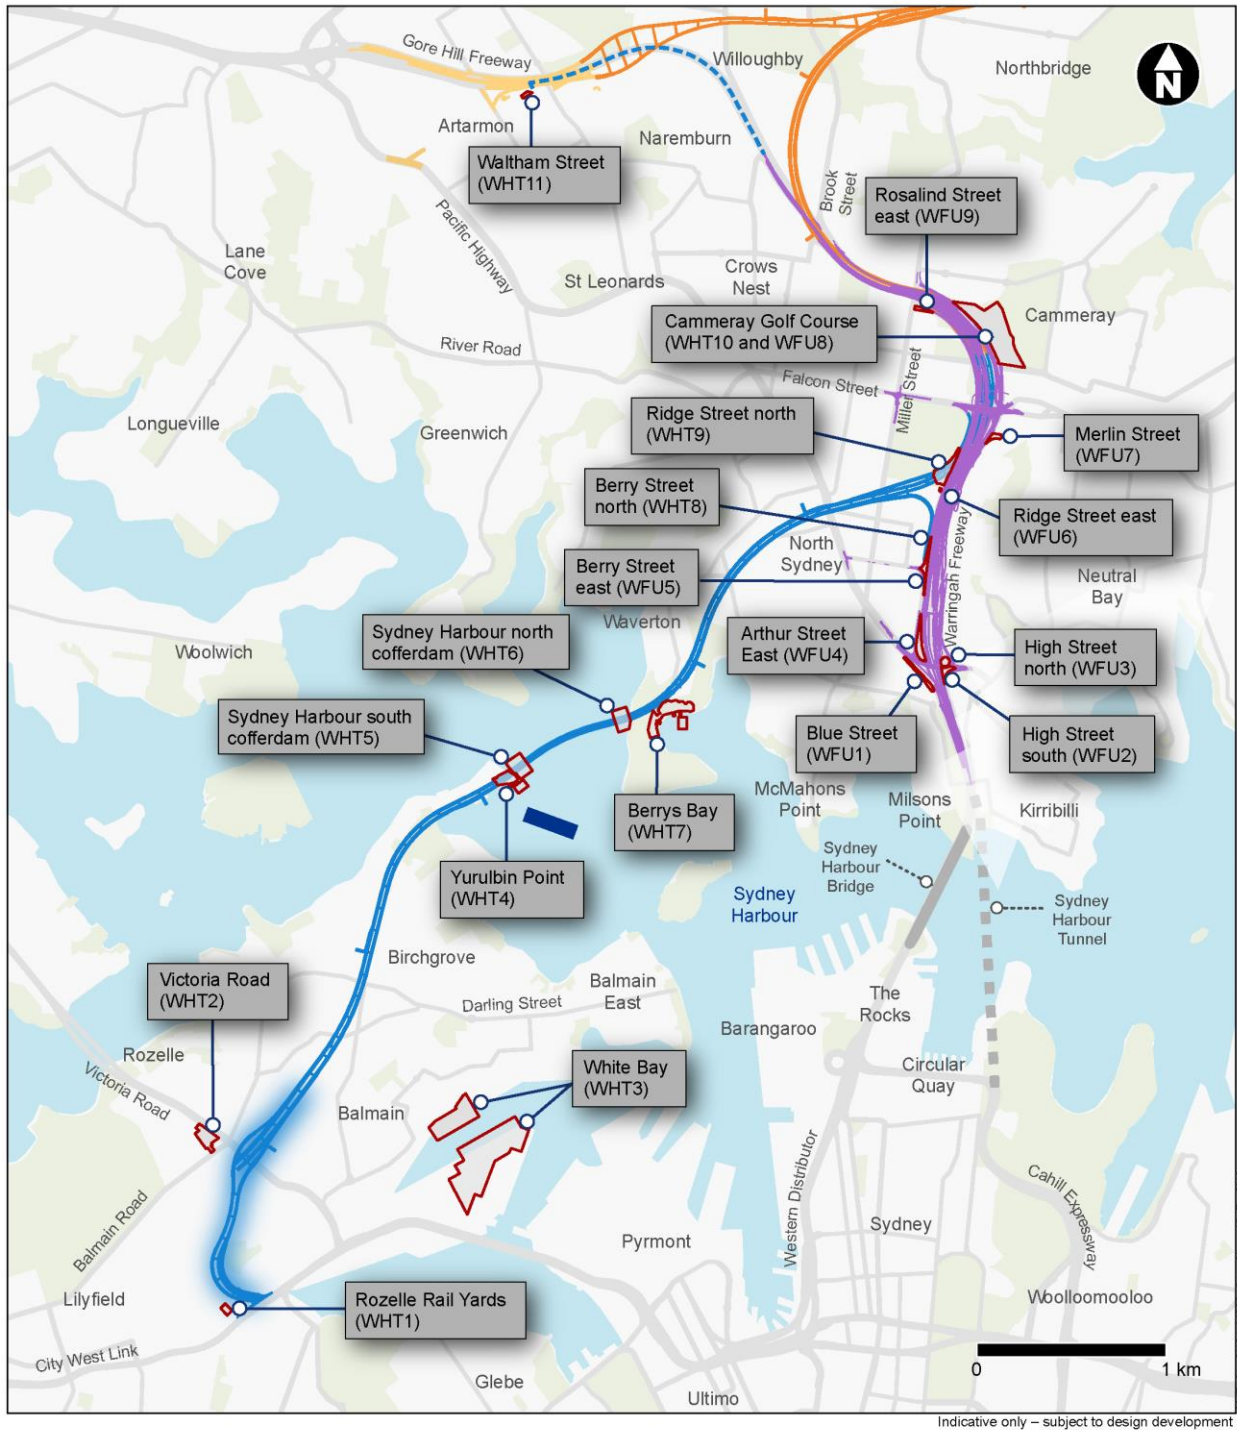 Gore Hill Freeway
Willoughby
Northbridge
N
Artarmon
Naremburn
Waltham Street
(WHT11)
Brook
Street
Rosalind Street
east (WFU9)
Pacific Highway
Lane
Cove
St Leonards
Crows
Nest
Cammeray Golf Course
(WHT10 and WFU8)
Cammeray
River Road
Falcon Street
Miller Street
Longueville
Greenwich
Ridge Street north
(WHT9)
Merlin Street
(WFU7)
Berry Street
north (WHT8)
Ridge Street east
(WFU6)
North
Sydney
Warringah Freeway
Berry Street
east (WFU5)
Neutral
Bay
Waverton
Sydney Harbour north
cofferdam (WHT6)
Arthur Street
East (WFU4)
High Street
north (WFU3)
Woolwich
Sydney Harbour south
cofferdam (WHT5)
Blue Street
(WFU1)
High Street
south (WFU2)
McMahons
Point
Milsons
Point
Kirribilli
Berrys Bay
(WHT7)
Yurulbin Point
(WHT4)
Sydney
Harbour
Bridge
Sydney
Harbour
Sydney
Harbour
Tunnel
Birchgrove
Victoria Road
(WHT2)
Balmain
East
Darling Street
The
Rocks
Barangaroo
Rozelle
Victoria Road
White Bay
(WHT3)
Circular
Quay
Balmain
Western Distributor
Cahill Expressway
Balmain Road
Sydney
Pyrmont
Lilyfield
Rozelle Rail Yards
(WHT1)
Woolloomooloo
City West Link
0
1 km
Glebe
Ultimo
Indicative only – subject to design development